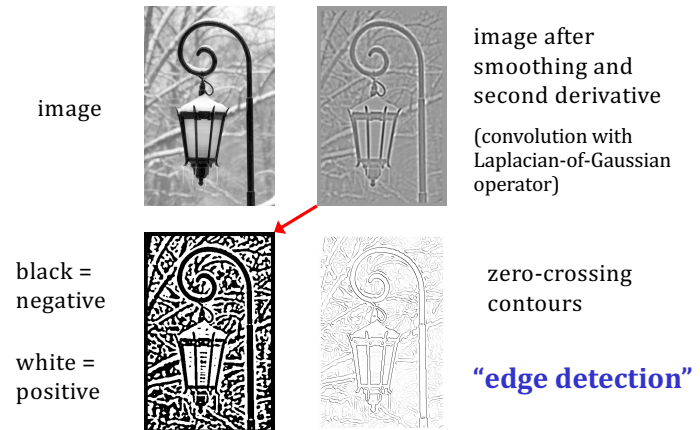 image
image after
smoothing and
second derivative
(convolution with
Laplacian-of-Gaussian
operator)
black =
negative
white =
positive
zero-crossing
contours
“edge detection”